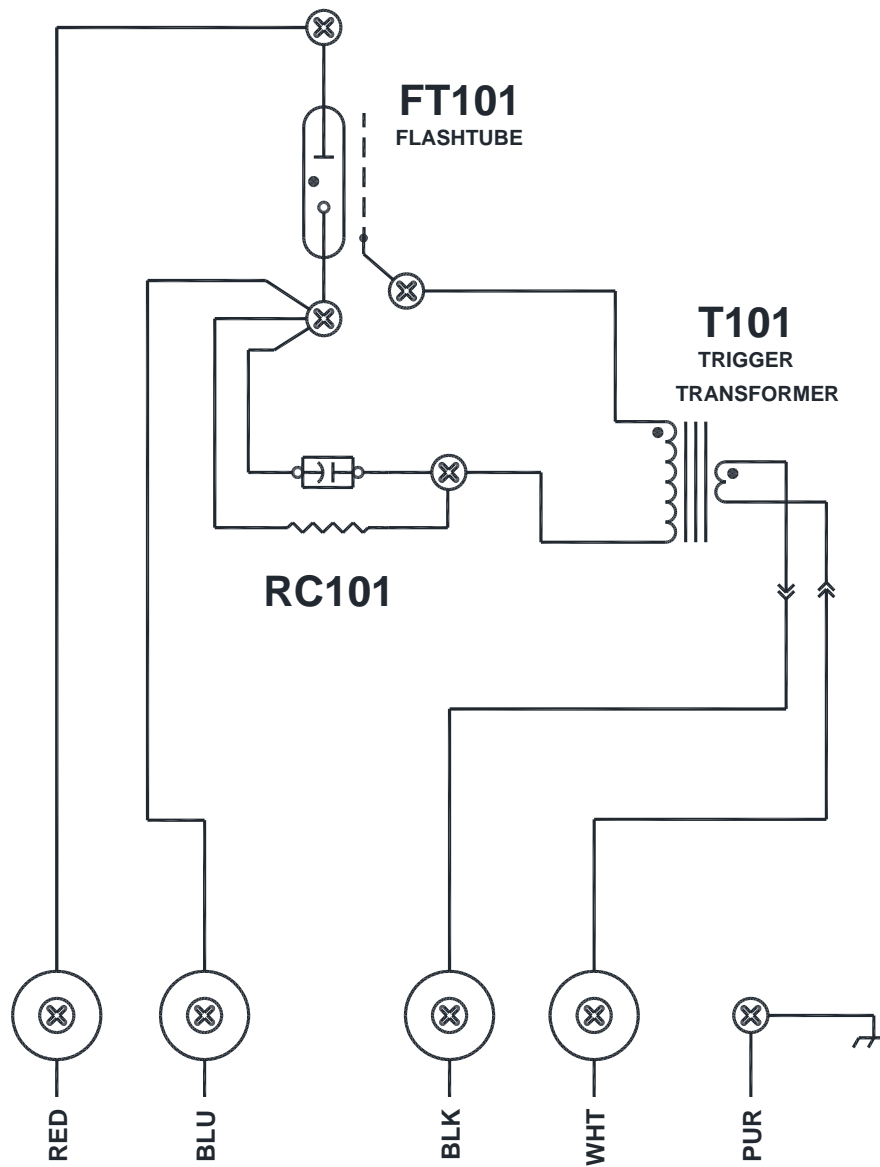 FT101
FLASHTUBE
T101
TRIGGER
TRANSFORMER
RC101
RED
BLU
BLK
WHT
PUR